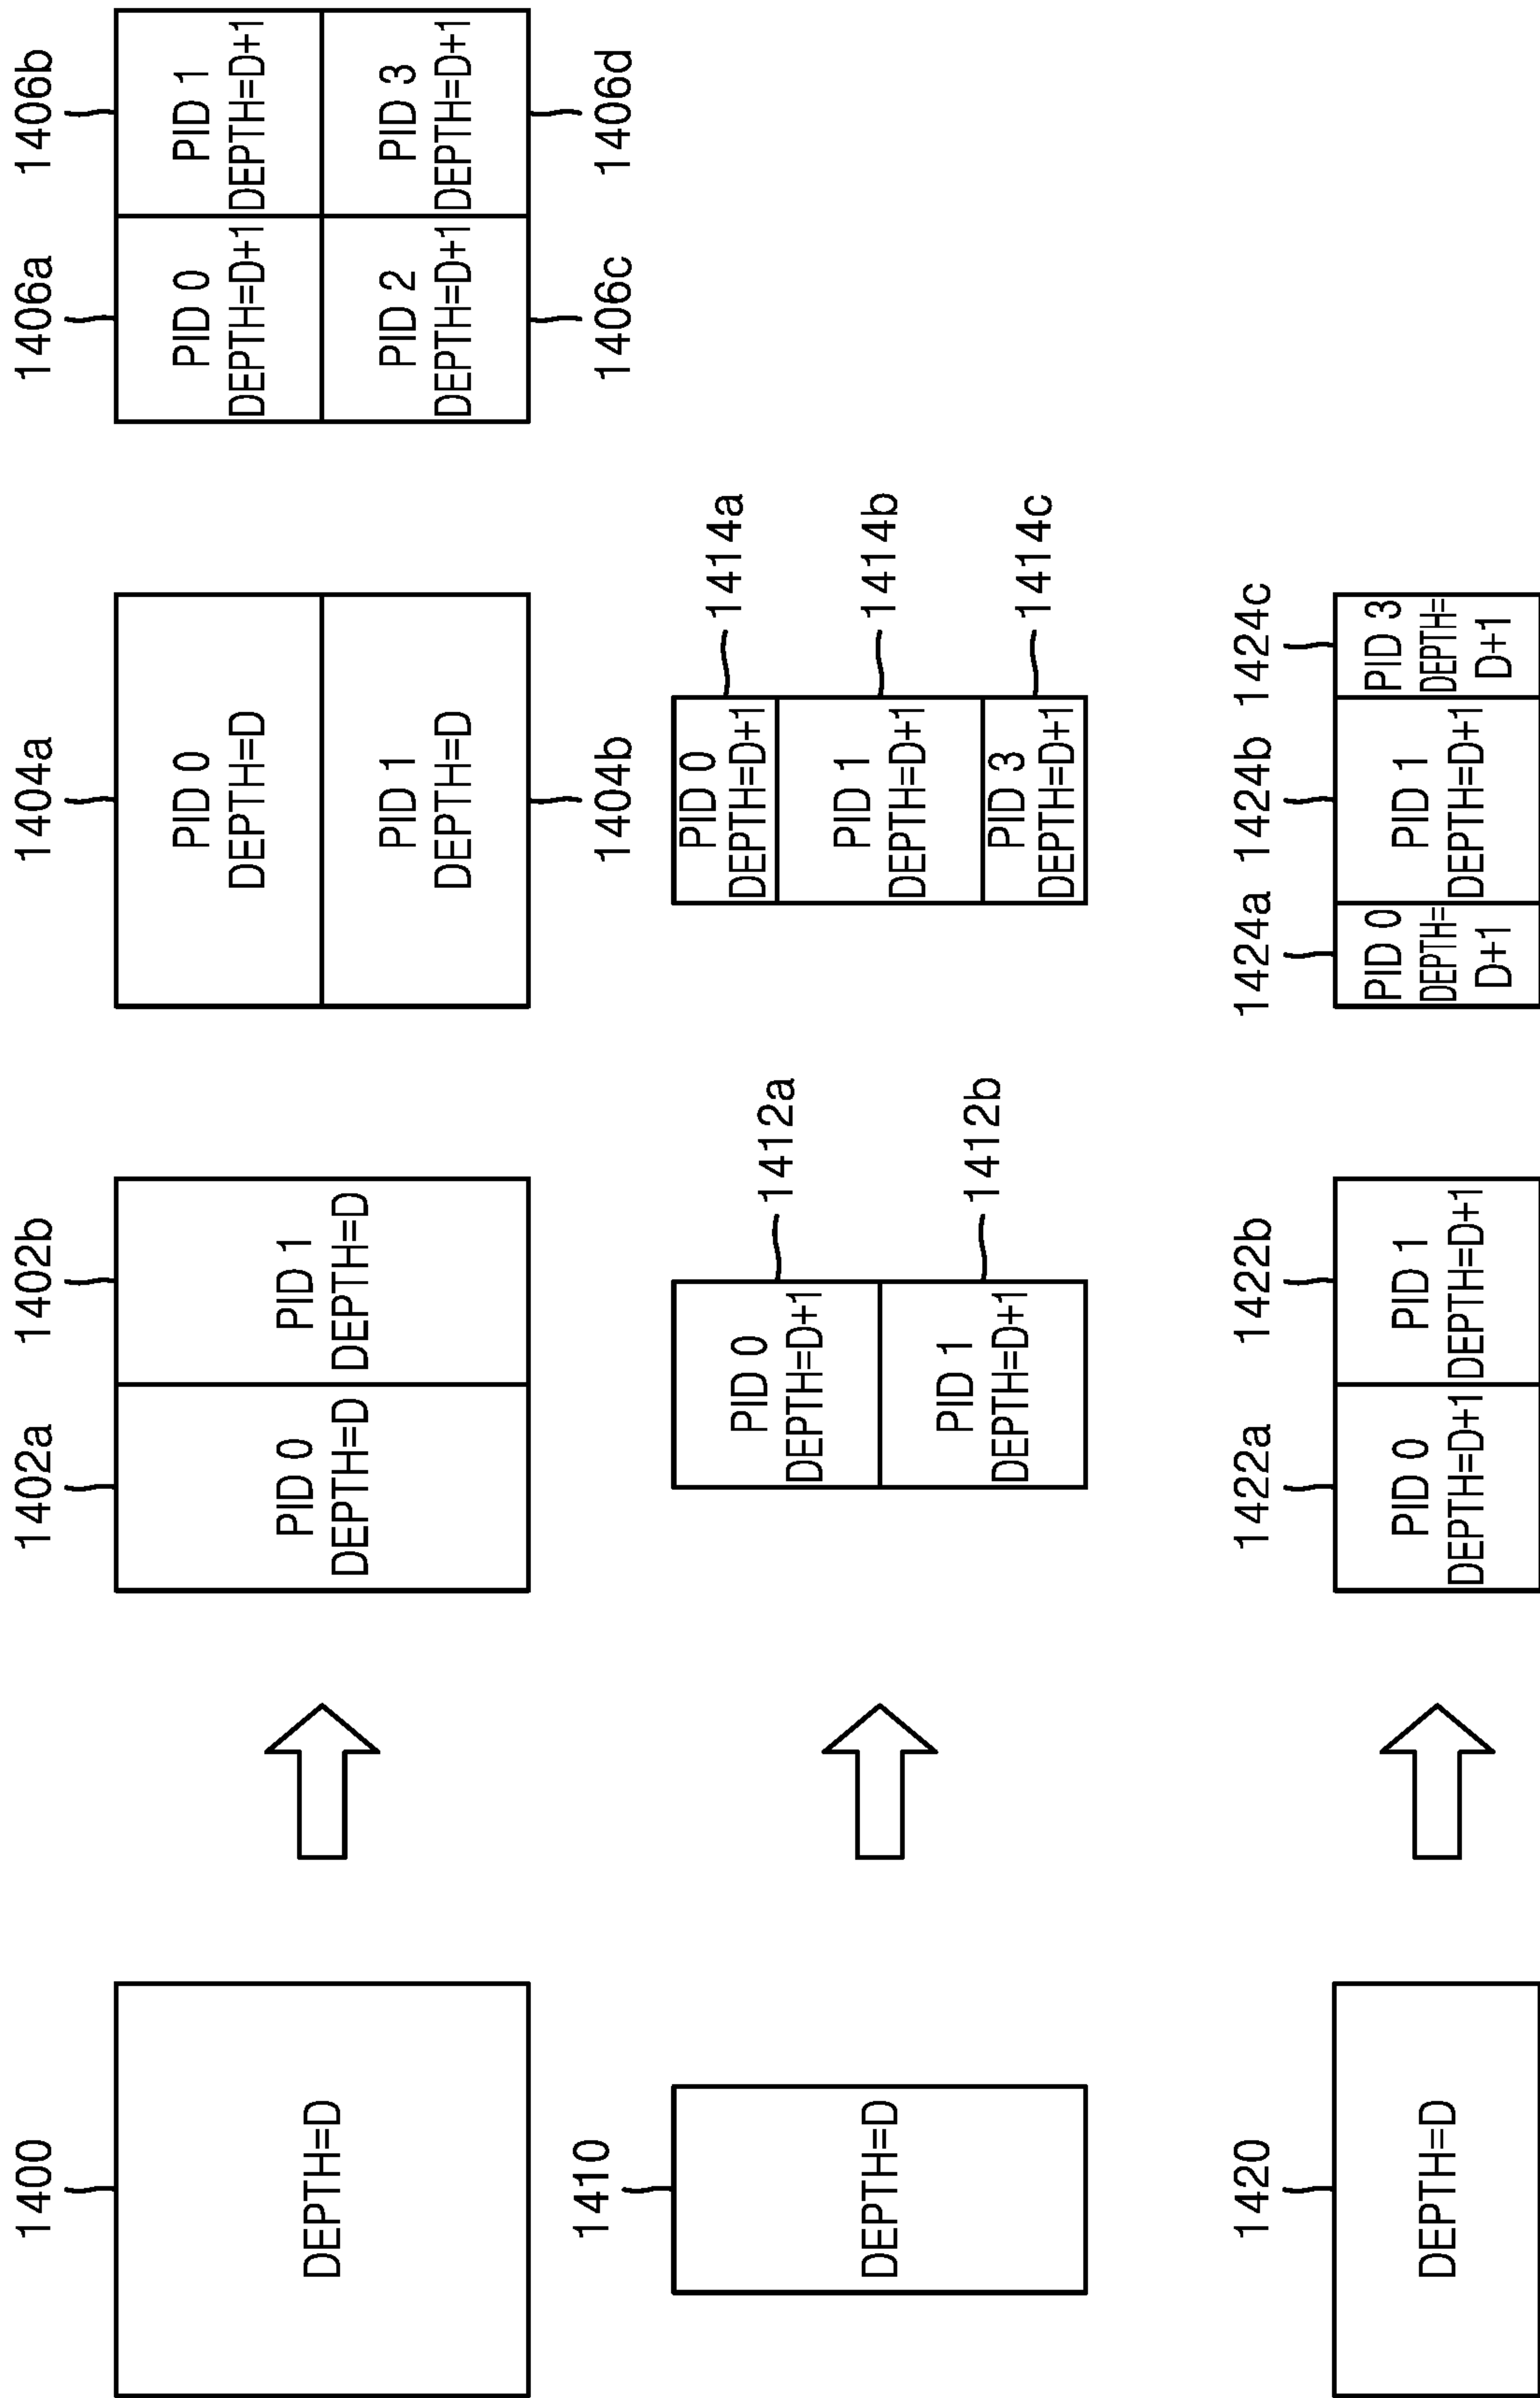 1400
DEPTH=D
1402a
1402b
PID 0
DEPTH=D
PID 1
DEPTH=D
1404a
PID 0
DEPTH=D
PID 1
DEPTH=D
1404b
1406a
1406b
PID 0
DEPTH=D+1
PID 1
DEPTH=D+1
PID 2
DEPTH=D+1
PID 3
DEPTH=D+1
1406c
1406d
1410
DEPTH=D
PID 0
DEPTH=D+1
1412a
PID 1
DEPTH=D+1
1412b
PID 0
DEPTH=D+1
1414a
PID 1
DEPTH=D+1
1414b
PID 3
DEPTH=D+1
1414c
1420
DEPTH=D
1422a
1422b
PID 0
DEPTH=D+1
PID 1
DEPTH=D+1
1424a
1424b
1424c
PID 0
DEPTH=
D+1
PID 1
DEPTH=D+1
PID 3
DEPTH=
D+1